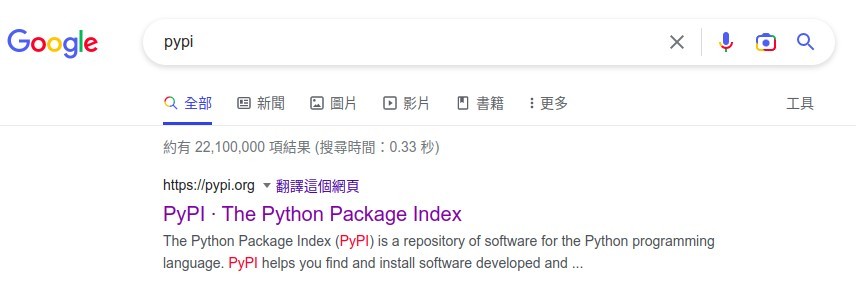 Google pypi
全部 新聞 圖片 影片 書籍 更多 工具
約有 22,100,000 項結果 (搜尋時間：0.33 秒)
https://pypi.org 翻譯這個網頁
PyPI · The Python Package Index
The Python Package Index (PyPI) is a repository of software for the Python programming
language. PyPI helps you find and install software developed and ...